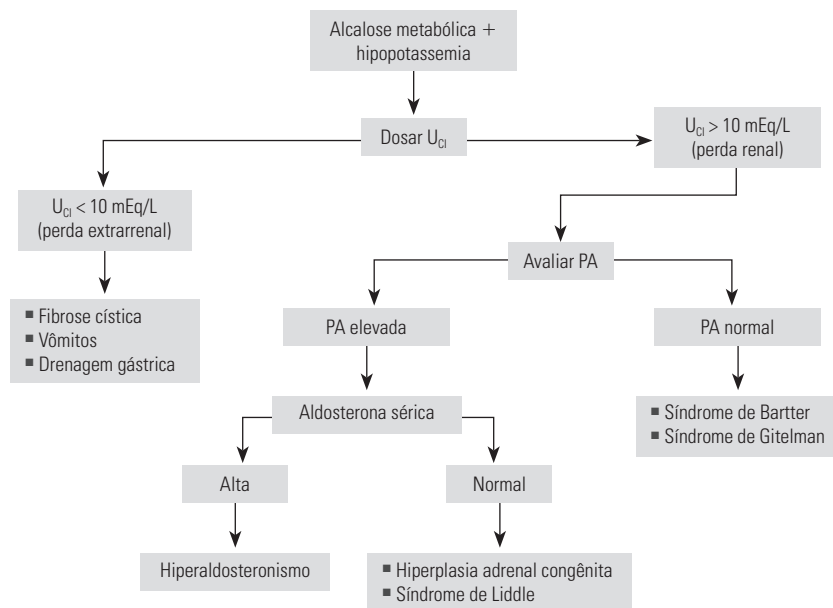 Alcalose metabólica +
hipopotassemia
Dosar U_Cl
U_Cl > 10 mEq/L
(perda renal)
U_Cl < 10 mEq/L
(perda extrarrenal)
Avaliar PA
■ Fibrose cística
■ Vômitos
■ Drenagem gástrica
PA elevada
PA normal
Aldosterona sérica
■ Síndrome de Bartter
■ Síndrome de Gitelman
Alta
Normal
Hiperaldosteronismo
■ Hiperplasia adrenal congênita
■ Síndrome de Liddle